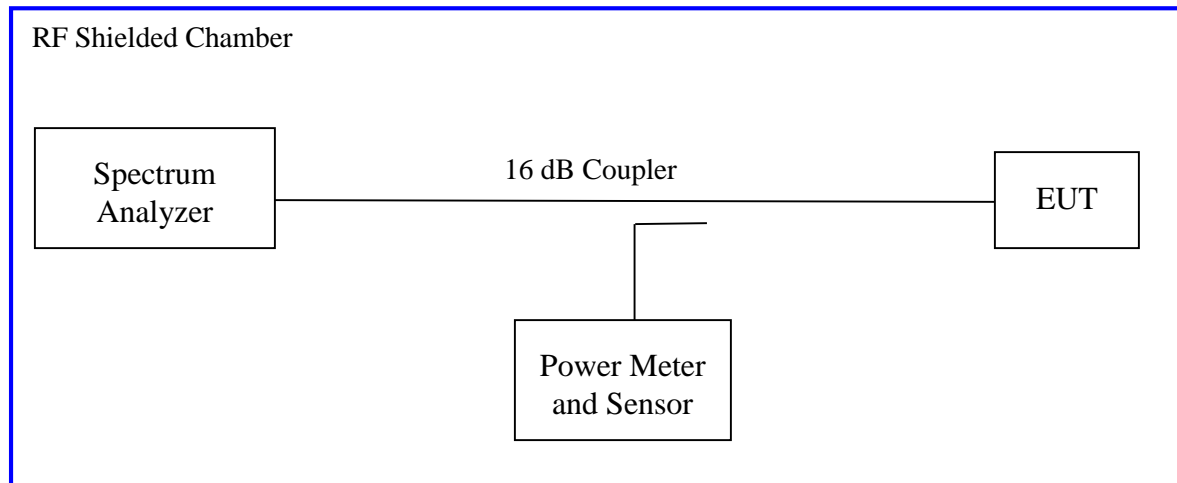 RF Shielded Chamber
16 dB Coupler
Spectrum
Analyzer
EUT
Power Meter
and Sensor